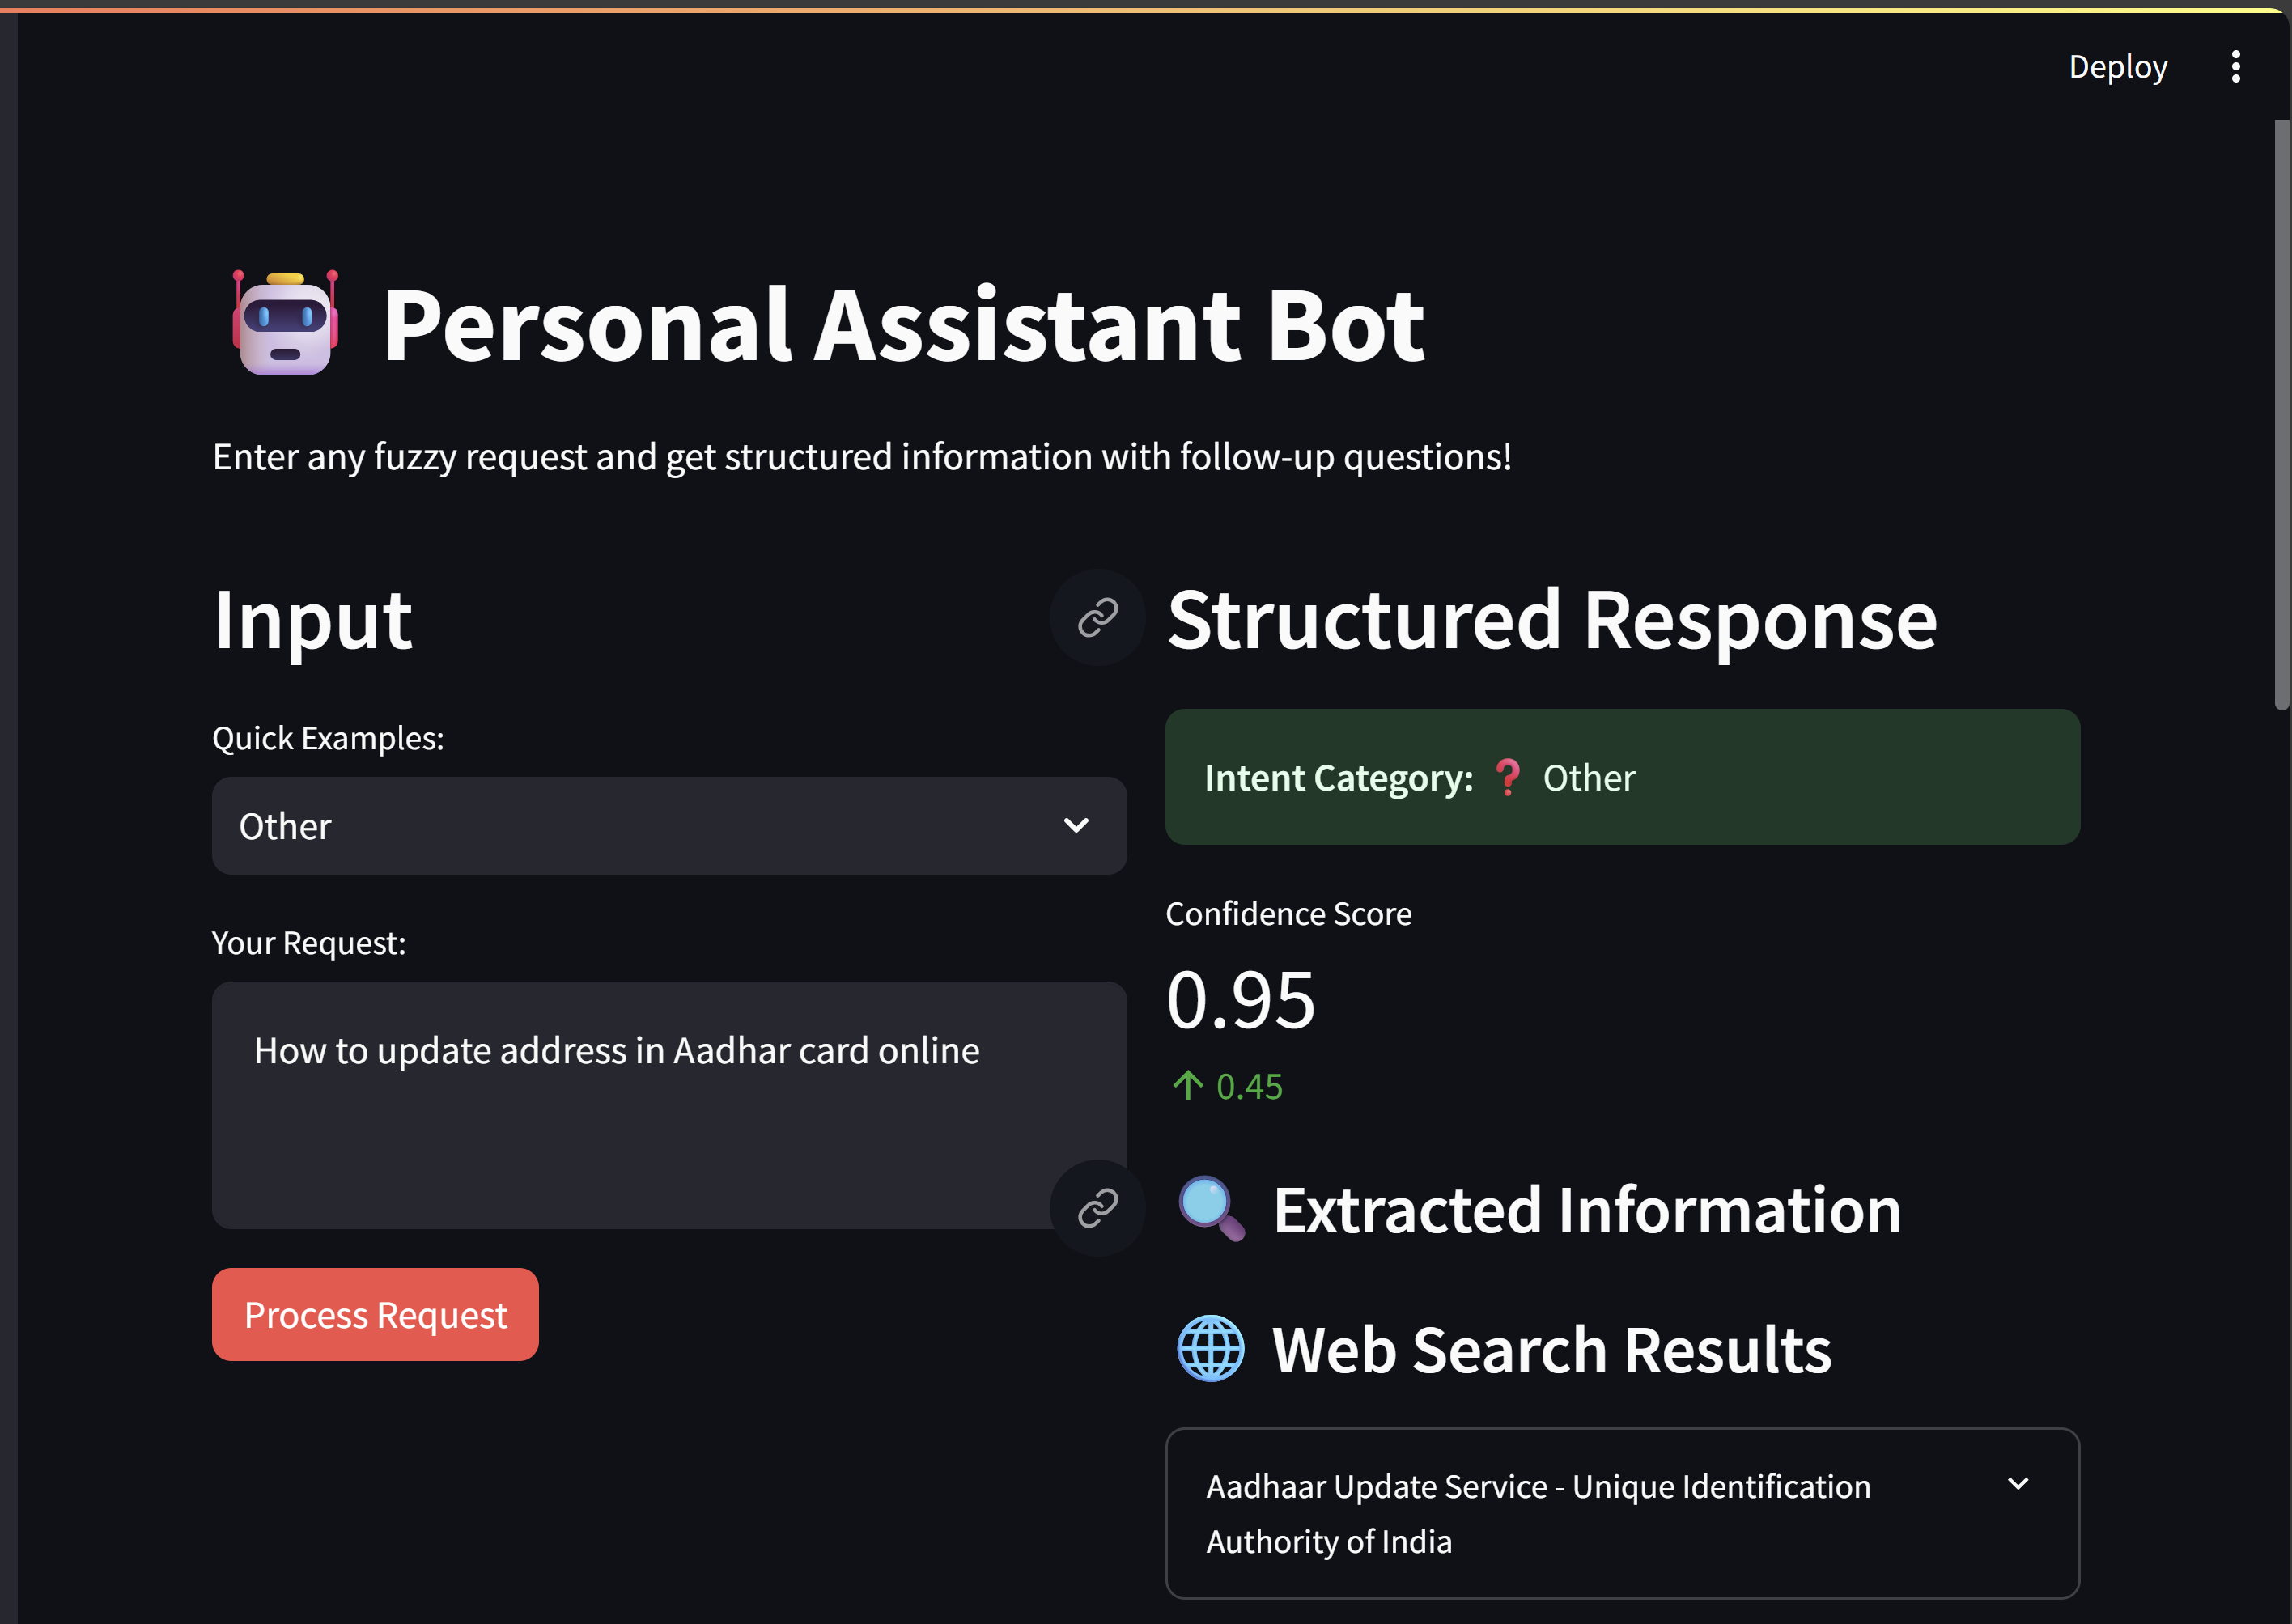 Deploy
Personal Assistant Bot
Enter any fuzzy request and get structured information with follow-up questions!
Input
Quick Examples:
Other
Your Request:
How to update address in Aadhar card online
Process Request
Structured Response
Intent Category: ❓ Other
Confidence Score
0.95
↑ 0.45
Extracted Information
Web Search Results
Aadhaar Update Service - Unique Identification
Authority of India